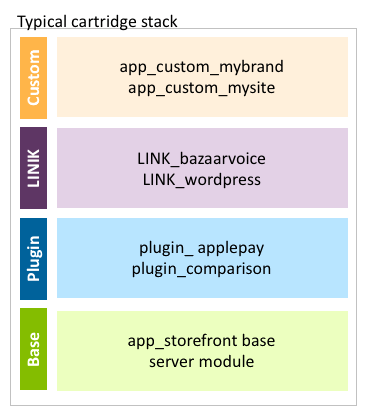 Typical cartridge stack
Custom
app_custom_mybrand
app_custom_mysite
LINIK
LINK_bazaarvoice
LINK_wordpress
Plugin
plugin_ applepay
plugin_comparison
Base
app_storefront base
server module